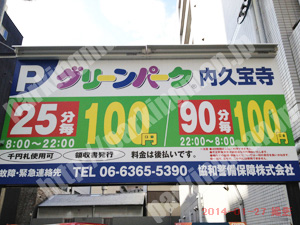 P グリーンパーク 内久宝寺
25分毎 100円 90分毎 100円
8:00～22:00 22:00～8:00
千円札使用可 領収書発行 料金は後払いです。
故障・緊急連絡先 TEL 06-6365-5390 協和警備保障株式会社